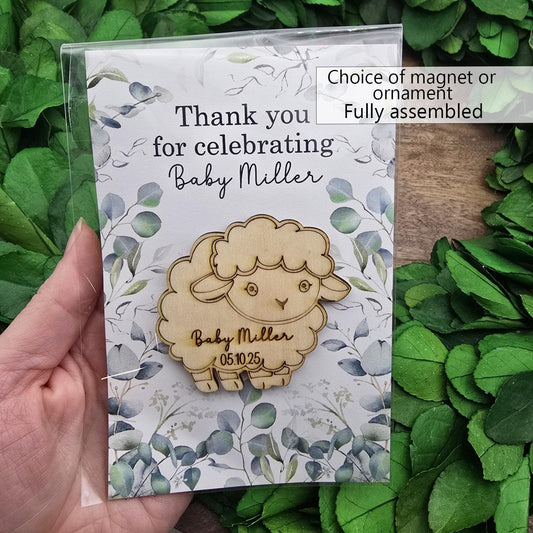 Choice of magnet or
ornament
Fully assembled
Thank you
for celebrating
Baby Miller
Baby Miller
05.10.25